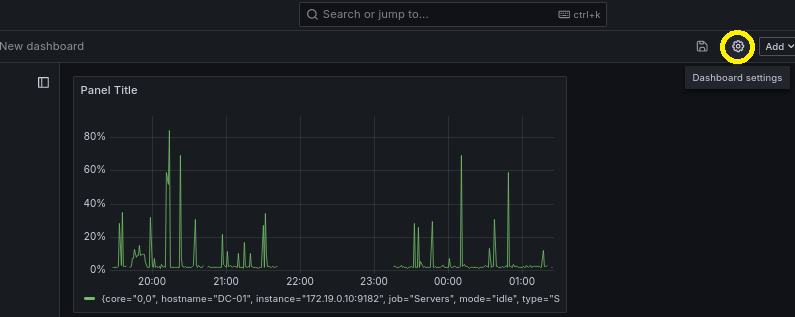 Search or jump to...
ctrl+k
New dashboard
Add
Dashboard settings
Panel Title
80%
60%
40%
20%
0%
20:00
21:00
22:00
23:00
00:00
01:00
{core="0,0", hostname="DC-01", instance="172.19.0.10:9182", job="Servers", mode="idle", type="S